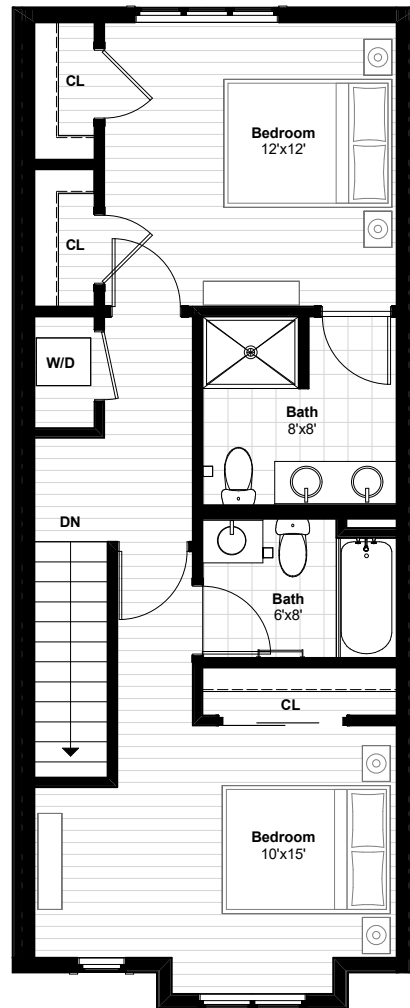 CL
Bedroom
12'x12'
CL
W/D
Bath
8'x8'
DN
Bath
6'x8'
CL
Bedroom
10'x15'